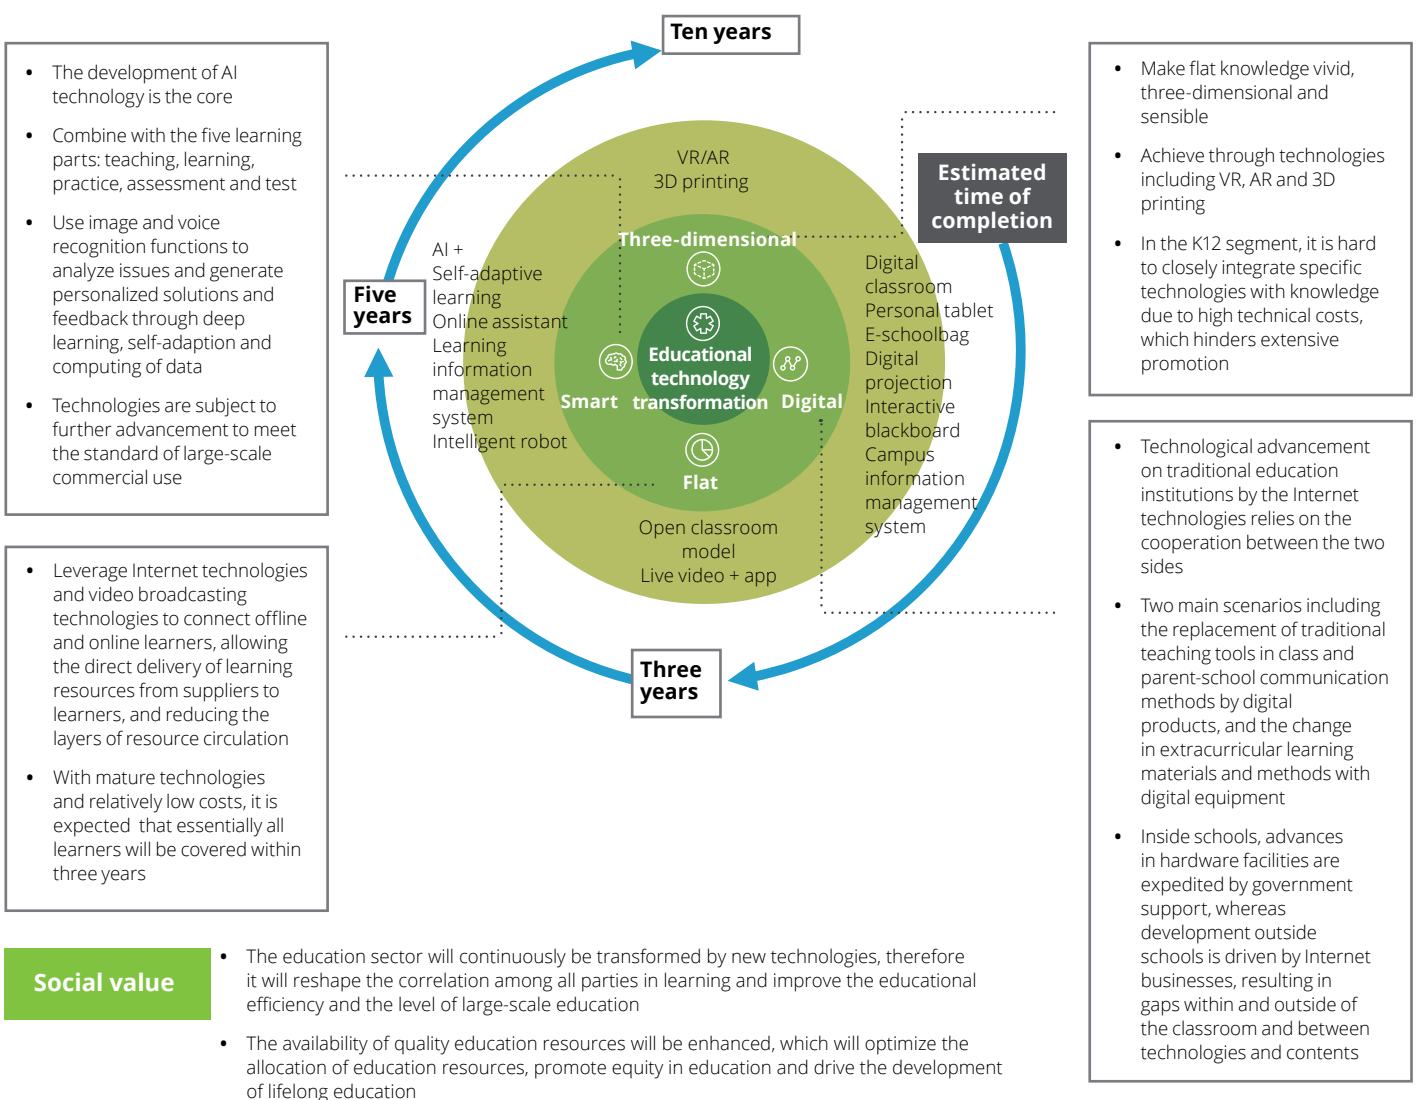 Ten years
• The development of AI
technology is the core
• Combine with the five learning
parts: teaching, learning,
practice, assessment and test
• Use image and voice
recognition functions to
analyze issues and generate
personalized solutions and
feedback through deep
learning, self-adaption and
computing of data
• Technologies are subject to
further advancement to meet
the standard of large-scale
commercial use
• Leverage Internet technologies
and video broadcasting
technologies to connect offline
and online learners, allowing
the direct delivery of learning
resources from suppliers to
learners, and reducing the
layers of resource circulation
• With mature technologies
and relatively low costs, it is
expected that essentially all
learners will be covered within
three years
Five
years
AI +
Self-adaptive
learning
Online assistant
Learning
information
management
system
Intelligent robot
VR/AR
3D printing
Three-dimensional
Educational
technology
transformation
Smart
Digital
Flat
Open classroom
model
Live video + app
Digital
classroom
Personal tablet
E-schoolbag
Digital
projection
Interactive
blackboard
Campus
information
management
system
Estimated
time of
completion
Three
years
• Make flat knowledge vivid,
three-dimensional and
sensible
• Achieve through technologies
including VR, AR and 3D
printing
• In the K12 segment, it is hard
to closely integrate specific
technologies with knowledge
due to high technical costs,
which hinders extensive
promotion
• Technological advancement
on traditional education
institutions by the Internet
technologies relies on the
cooperation between the two
sides
• Two main scenarios including
the replacement of traditional
teaching tools in class and
parent-school communication
methods by digital
products, and the change
in extracurricular learning
materials and methods with
digital equipment
• Inside schools, advances
in hardware facilities are
expedited by government
support, whereas
development outside
schools is driven by Internet
businesses, resulting in
gaps within and outside of
the classroom and between
technologies and contents
Social value
• The education sector will continuously be transformed by new technologies, therefore
it will reshape the correlation among all parties in learning and improve the educational
efficiency and the level of large-scale education
• The availability of quality education resources will be enhanced, which will optimize the
allocation of education resources, promote equity in education and drive the development
of lifelong education